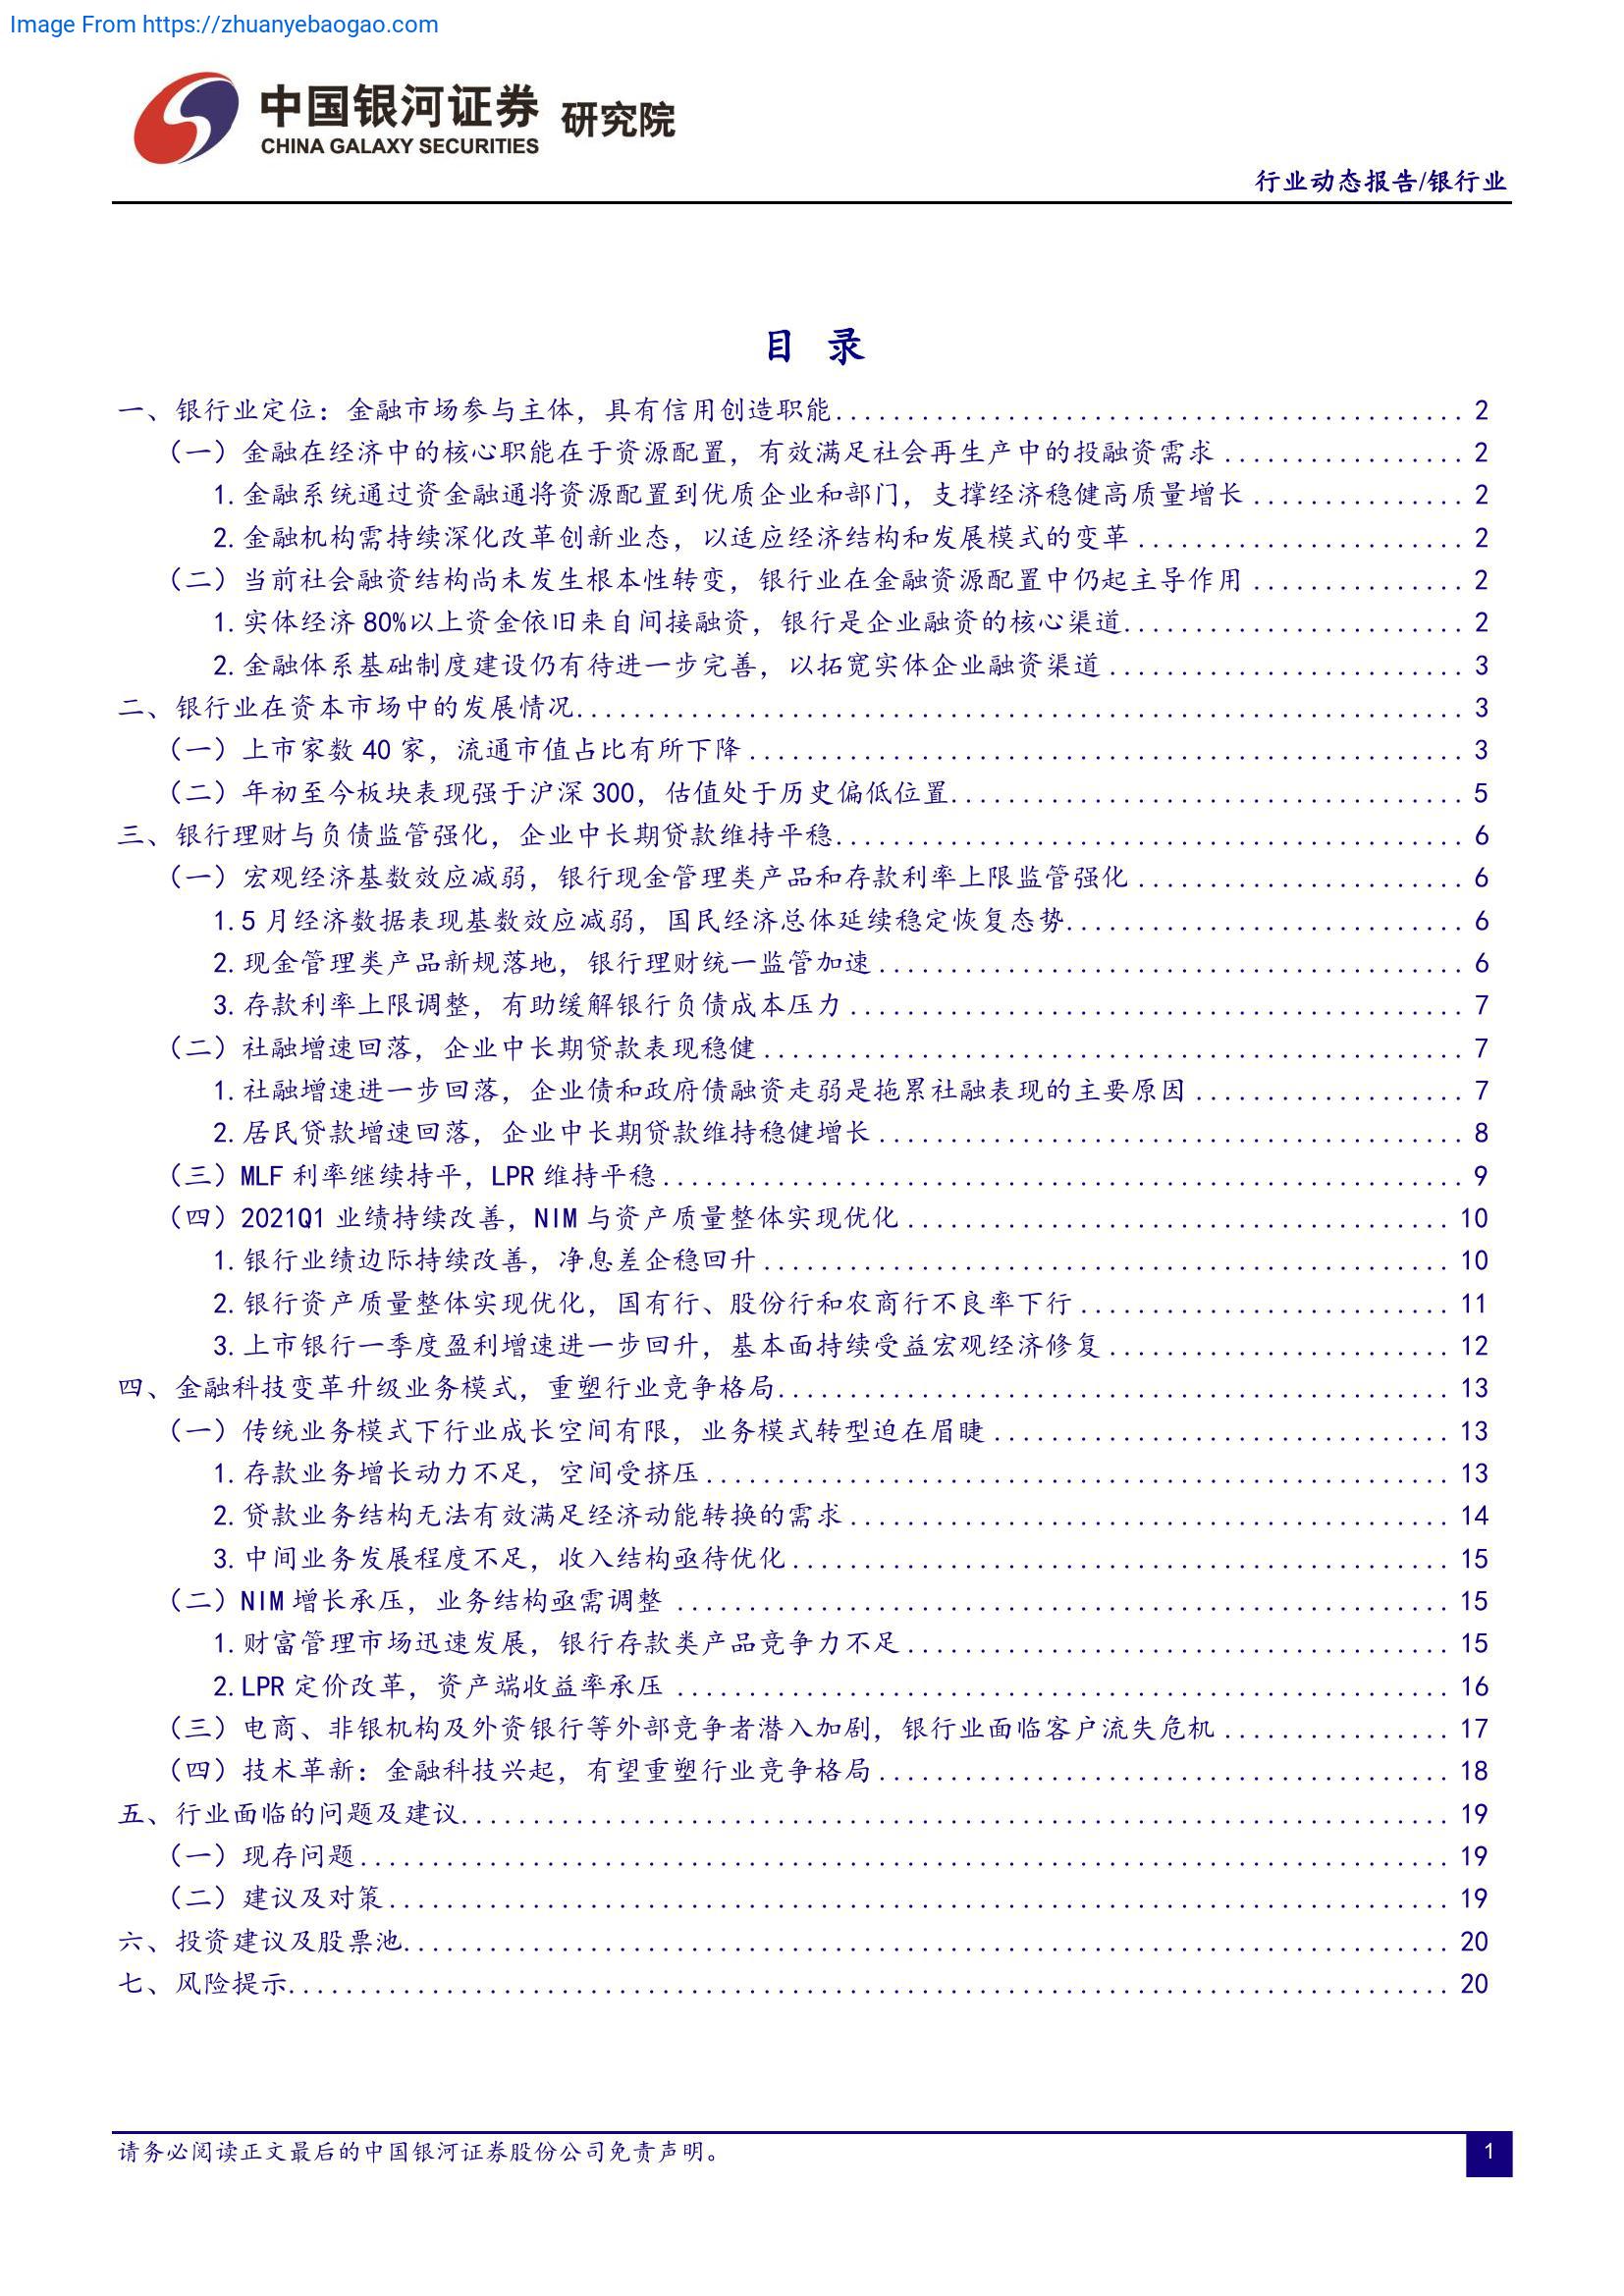 Image From https://zhuanyebaogao.com
中国银河证券 研究院
CHINA GALAXY SECURITIES
行业动态报告/银行业
目 录
一、银行业定位：金融市场参与主体，具有信用创造职能 2
（一）金融在经济中的核心职能在于资源配置，有效满足社会再生产中的投融资需求 2
1.金融系统通过资金融通将资源配置到优质企业和部门，支撑经济稳健高质量增长 2
2.金融机构需持续深化改革创新业态，以适应经济结构和发展模式的变革 2
（二）当前社会融资结构尚未发生根本性转变，银行业在金融资源配置中仍起主导作用 2
1.实体经济 80%以上资金依旧来自间接融资，银行是企业融资的核心渠道 2
2.金融体系基础制度建设仍有待进一步完善，以拓宽实体企业融资渠道 3
二、银行业在资本市场中的发展情况 3
（一）上市家数 40 家，流通市值占比有所下降 3
（二）年初至今板块表现强于沪深 300，估值处于历史偏低位置 5
三、银行理财与负债监管强化，企业中长期贷款维持平稳 6
（一）宏观经济基数效应减弱，银行现金管理类产品和存款利率上限监管强化 6
1.5 月经济数据表现基数效应减弱，国民经济总体延续稳定恢复态势 6
2.现金管理类产品新规落地，银行理财统一监管加速 6
3.存款利率上限调整，有助缓解银行负债成本压力 7
（二）社融增速回落，企业中长期贷款表现稳健 7
1.社融增速进一步回落，企业债和政府债融资走弱是拖累社融表现的主要原因 7
2.居民贷款增速回落，企业中长期贷款维持稳健增长 8
（三）MLF 利率继续持平，LPR 维持平稳 9
（四）2021Q1 业绩持续改善，NIM 与资产质量整体实现优化 10
1.银行业绩边际持续改善，净息差企稳回升 10
2.银行资产质量整体实现优化，国有行、股份行和农商行不良率下行 11
3.上市银行一季度盈利增速进一步回升，基本面持续受益宏观经济修复 12
四、金融科技变革升级业务模式，重塑行业竞争格局 13
（一）传统业务模式下行业成长空间有限，业务模式转型迫在眉睫 13
1.存款业务增长动力不足，空间受挤压 13
2.贷款业务结构无法有效满足经济动能转换的需求 14
3.中间业务发展程度不足，收入结构亟待优化 15
（二）NIM 增长承压，业务结构亟需调整 15
1.财富管理市场迅速发展，银行存款类产品竞争力不足 15
2.LPR 定价改革，资产端收益率承压 16
（三）电商、非银机构及外资银行等外部竞争者潜入加剧，银行业面临客户流失危机 17
（四）技术革新：金融科技兴起，有望重塑行业竞争格局 18
五、行业面临的问题及建议 19
（一）现存问题 19
（二）建议及对策 19
六、投资建议及股票池 20
七、风险提示 20
请务必阅读正文最后的中国银河证券股份公司免责声明。
1